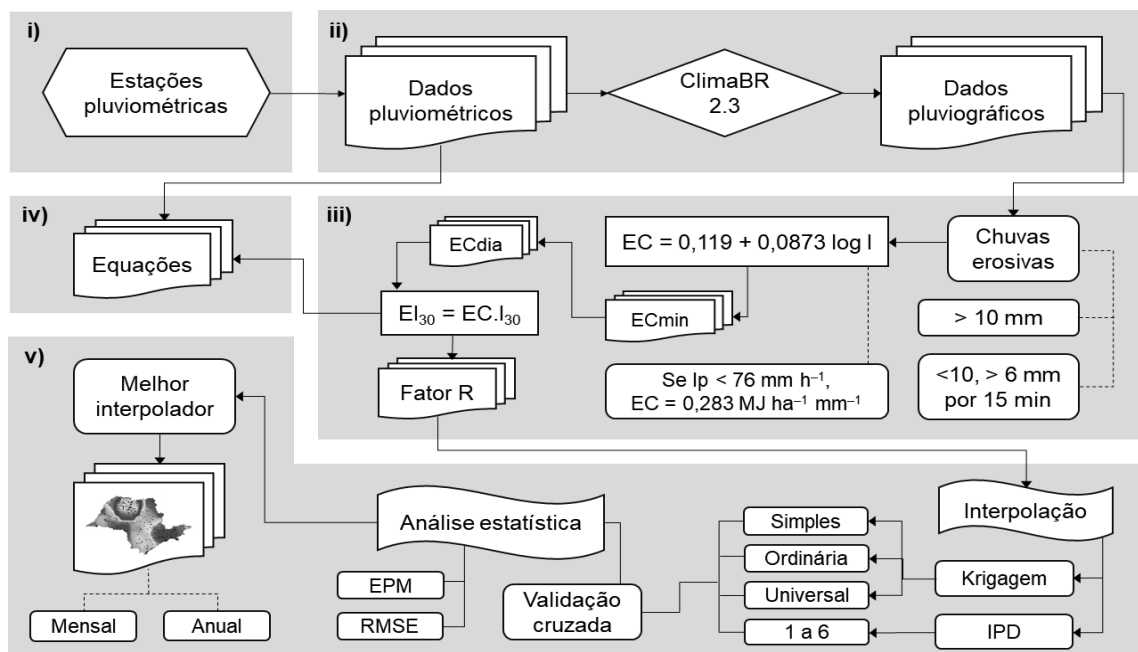 i)
Estações
pluviométricas
ii)
Dados
pluviométricos
ClimaBR
2.3
Dados
pluviográficos
iii)
Chuvas
erosivas
> 10 mm
<10, > 6 mm
por 15 min
EC = 0,119 + 0,0873 log I
Se Ip < 76 mm h⁻¹,
EC = 0,283 MJ ha⁻¹ mm⁻¹
ECmin
ECdia
EI₃₀ = EC.I₃₀
Fator R
iv)
Equações
v)
Interpolação
Krigagem
IPD
Simples
Ordinária
Universal
1 a 6
Validação
cruzada
Análise estatística
EPM
RMSE
Melhor
interpolador
Mensal
Anual